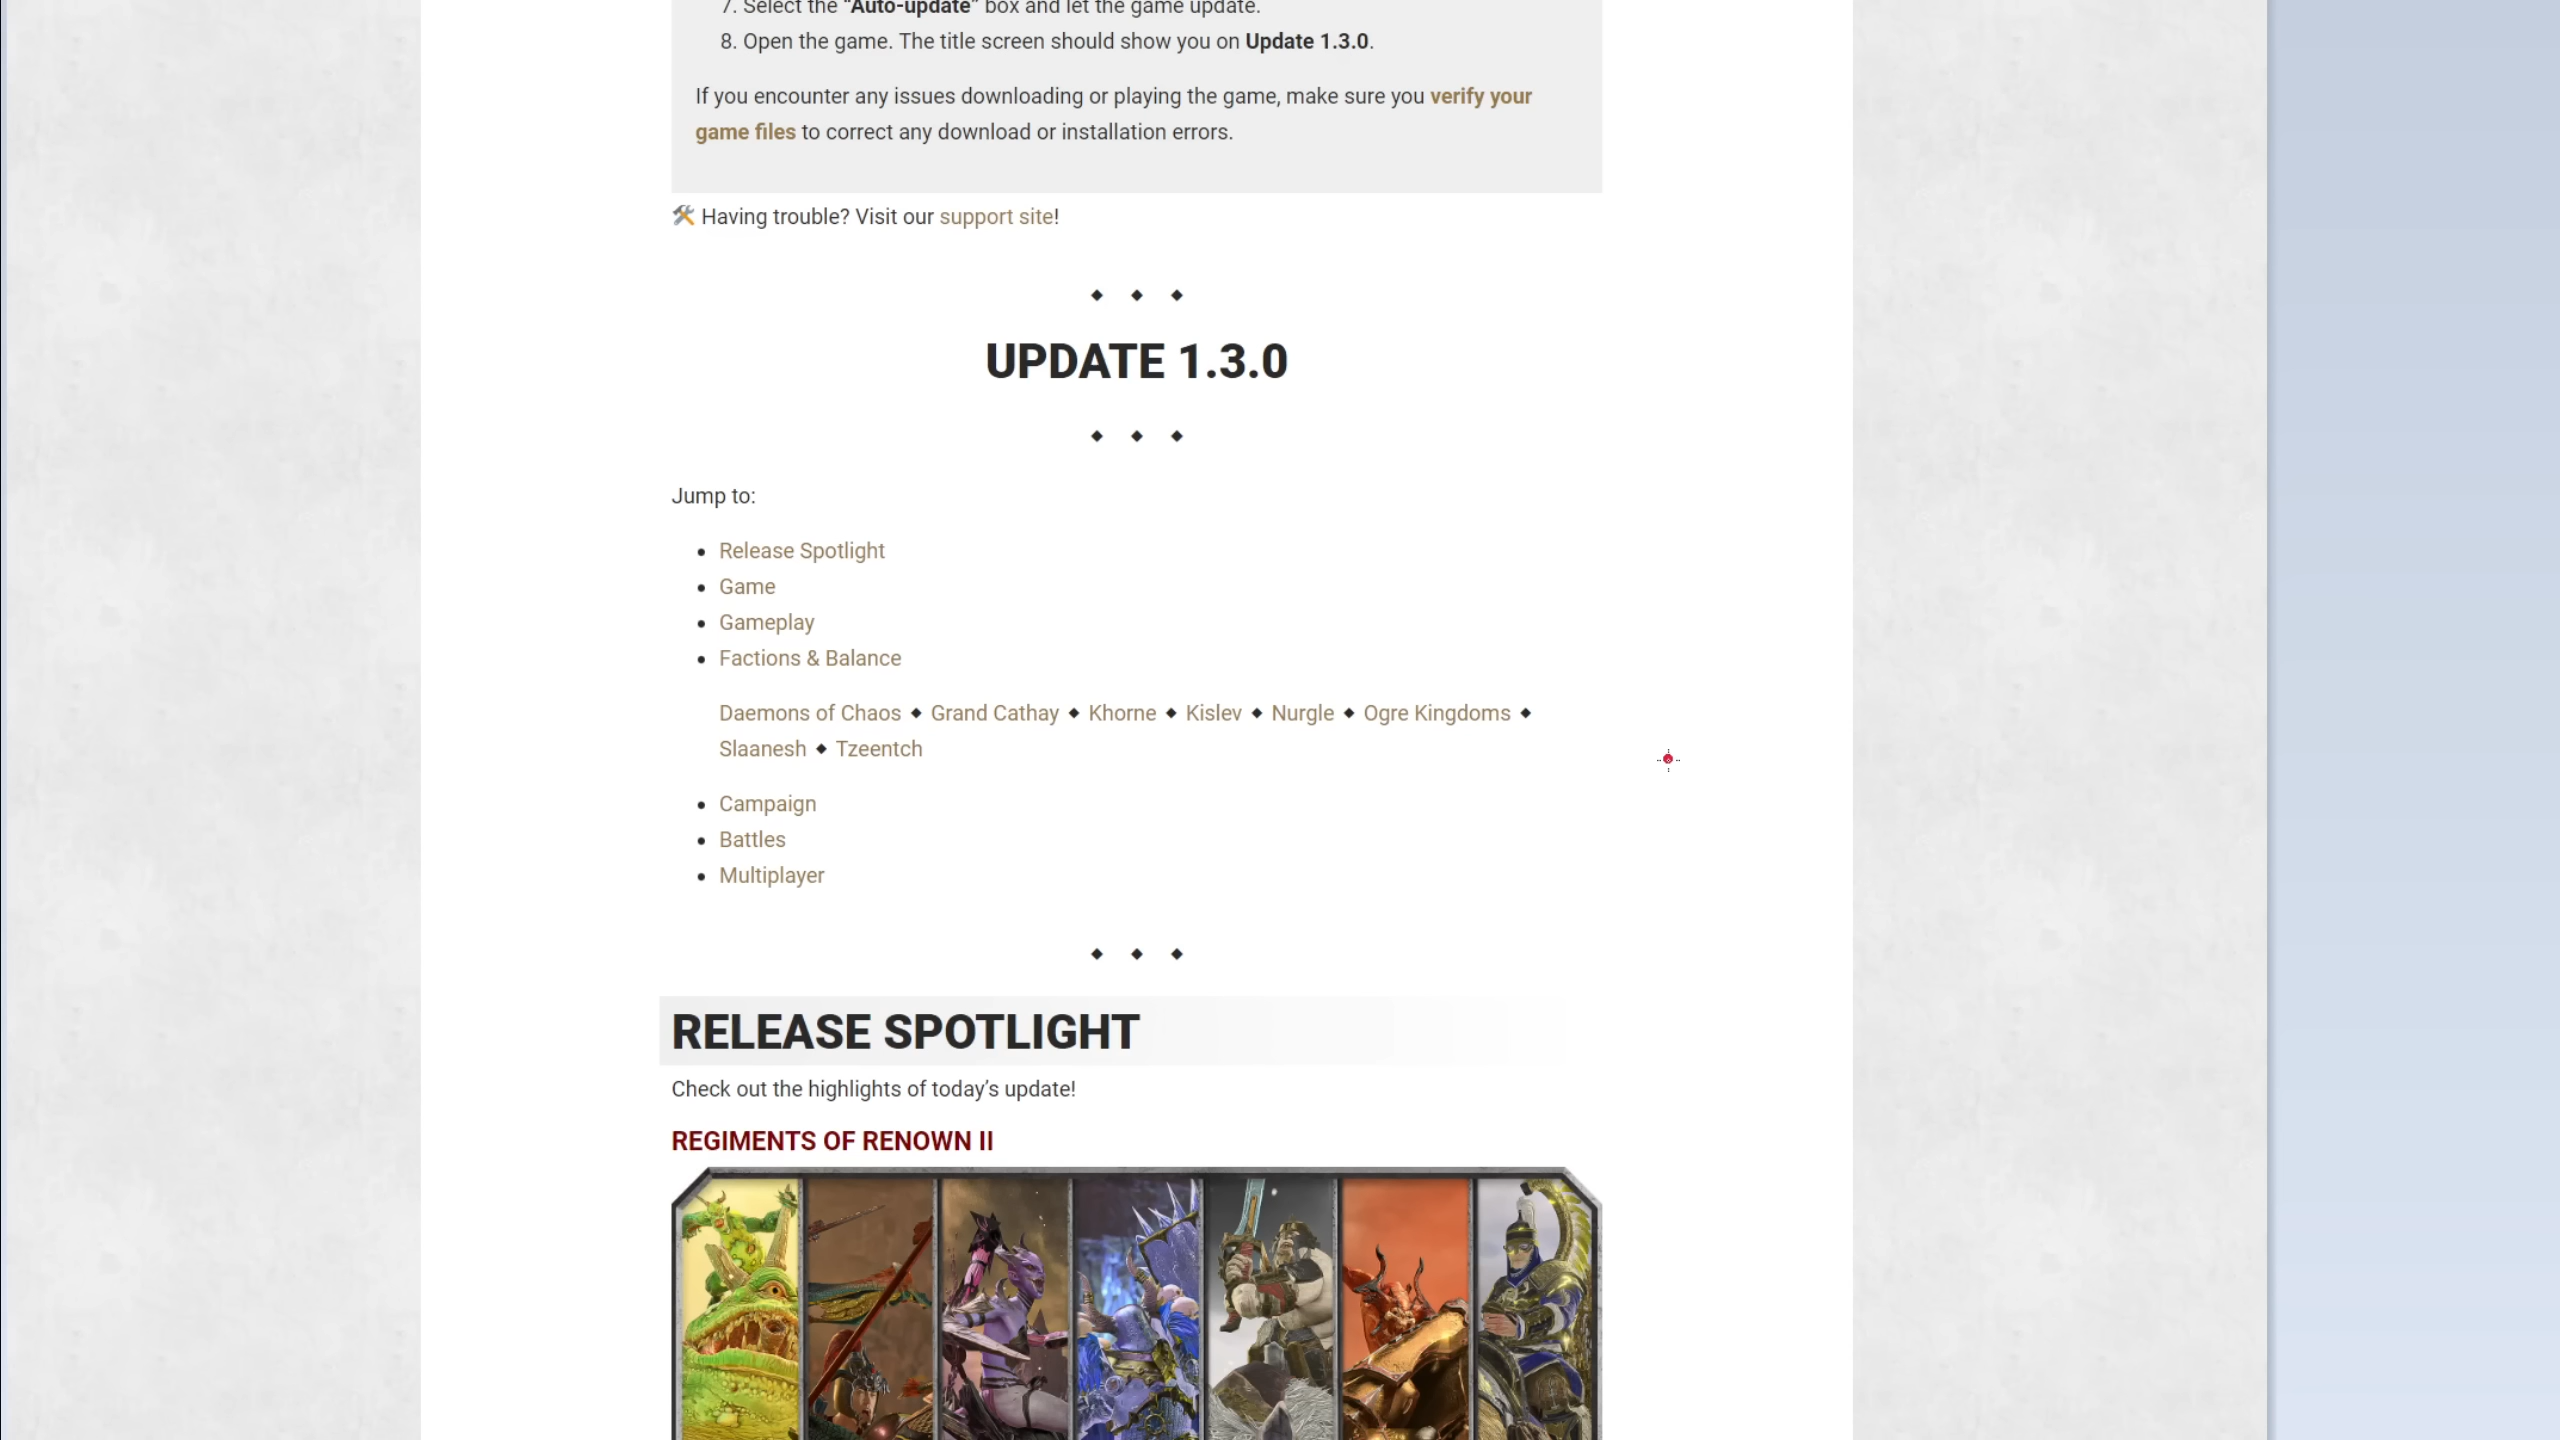 7. Select the “Auto-update” box and let the game update.
8. Open the game. The title screen should show you on Update 1.3.0.
If you encounter any issues downloading or playing the game, make sure you verify your
game files to correct any download or installation errors.
🛠 Having trouble? Visit our support site!
◆ ◆ ◆
UPDATE 1.3.0
◆ ◆ ◆
Jump to:
• Release Spotlight
• Game
• Gameplay
• Factions & Balance
Daemons of Chaos ◆ Grand Cathay ◆ Khorne ◆ Kislev ◆ Nurgle ◆ Ogre Kingdoms ◆
Slaanesh ◆ Tzeentch
• Campaign
• Battles
• Multiplayer
◆ ◆ ◆
RELEASE SPOTLIGHT
Check out the highlights of today’s update!
REGIMENTS OF RENOWN II